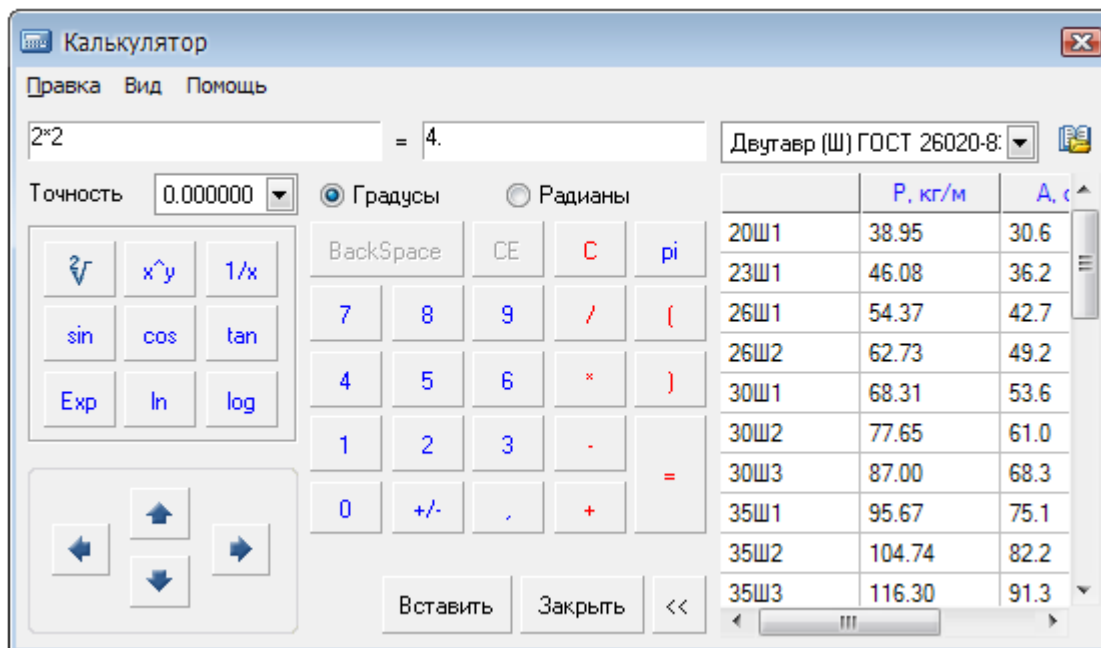 Калькулятор
Правка Вид Помощь
2*2 = 4.
Двутавр (Ш) ГОСТ 26020-8
Точность 0.000000 Градусы Радианы
P, кг/м A,
2√ x^y 1/x
sin cos tan
Exp ln log
BackSpace CE C pi
7 8 9 / (
4 5 6 * )
1 2 3 - =
0 +/- , +
Вставить Закрыть <<
20Ш1 38.95 30.6
23Ш1 46.08 36.2
26Ш1 54.37 42.7
26Ш2 62.73 49.2
30Ш1 68.31 53.6
30Ш2 77.65 61.0
30Ш3 87.00 68.3
35Ш1 95.67 75.1
35Ш2 104.74 82.2
35Ш3 116.30 91.3